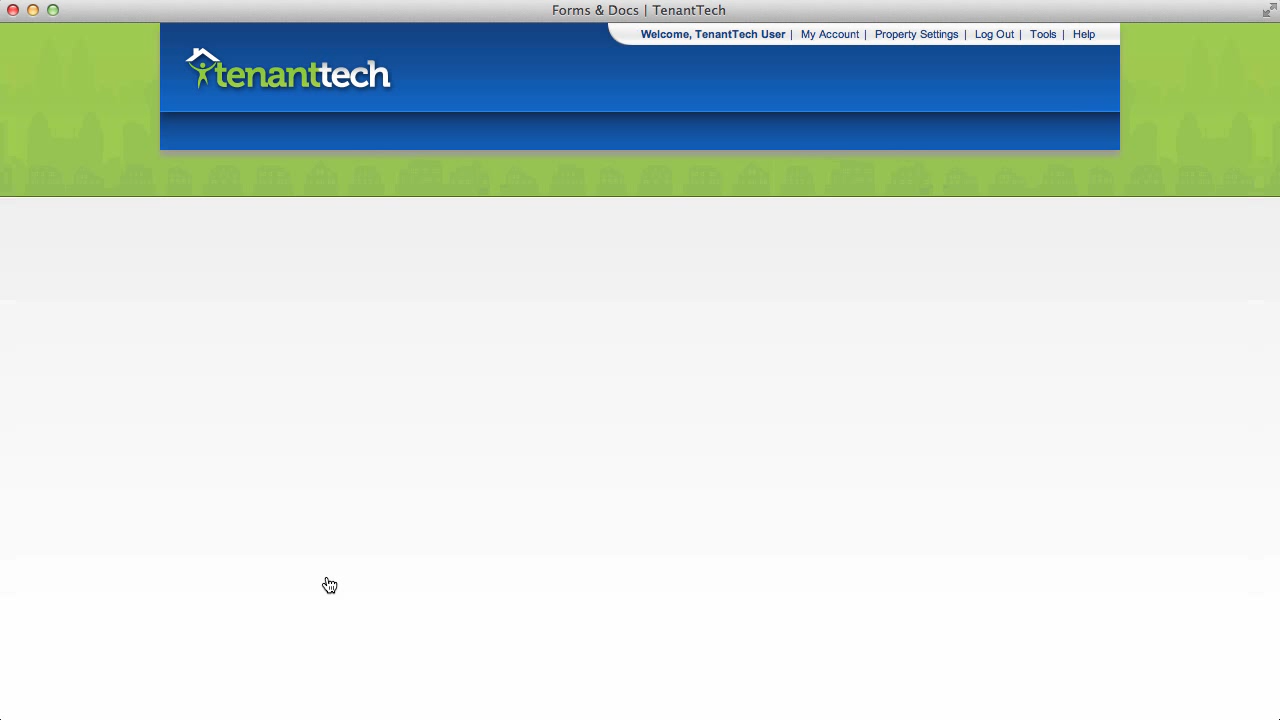 Forms & Docs | TenantTech
Welcome, TenantTech User | My Account | Property Settings | Log Out | Tools | Help
tenanttech